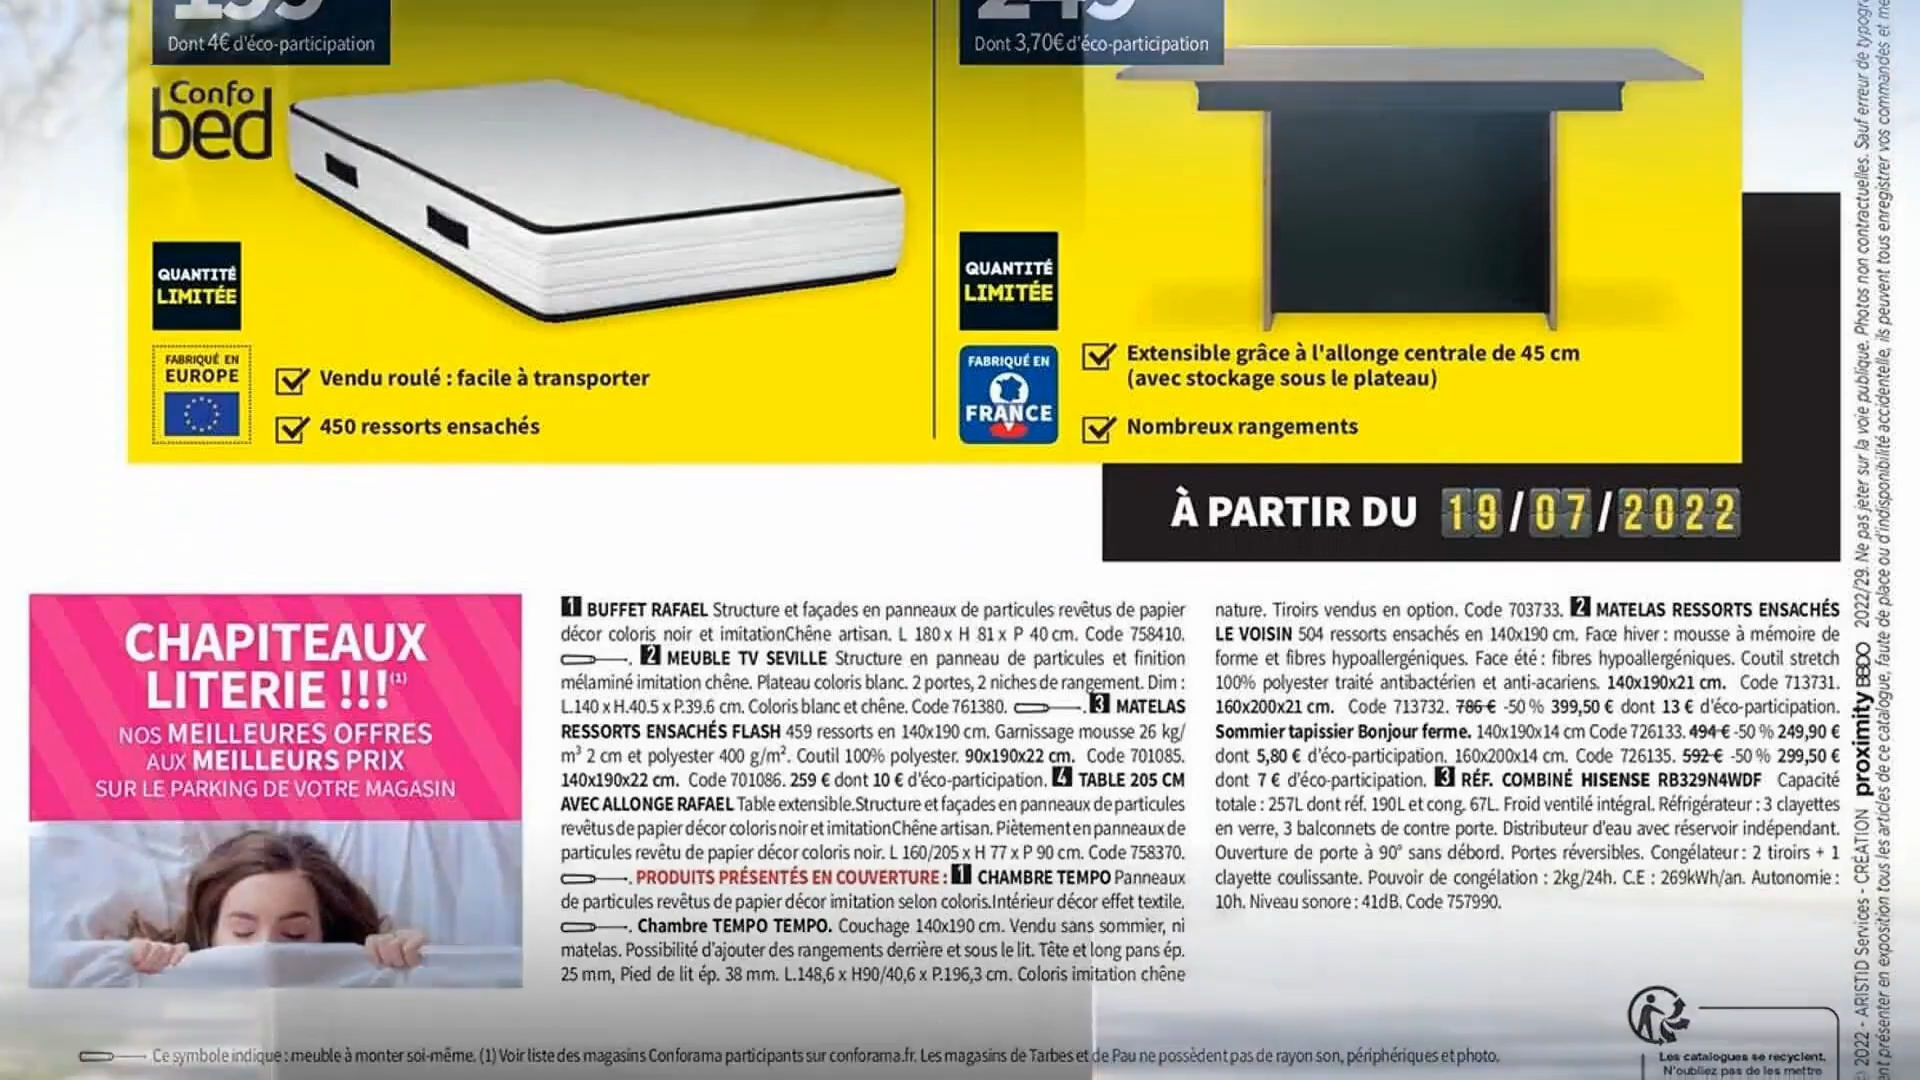 Dont 4€ d'éco-participation
Confo
bed
QUANTITÉ
LIMITÉE
FABRIQUÉ EN
EUROPE
Vendu roulé : facile à transporter
450 ressorts ensachés
Dont 3,70€ d'éco-participation
QUANTITÉ
LIMITÉE
FABRIQUÉ EN
FRANCE
Extensible grâce à l'allonge centrale de 45 cm
(avec stockage sous le plateau)
Nombreux rangements
À PARTIR DU 19/07/2022
CHAPITEAUX
LITERIE !!!(1)
NOS MEILLEURES OFFRES
AUX MEILLEURS PRIX
SUR LE PARKING DE VOTRE MAGASIN
1 BUFFET RAFAEL Structure et façades en panneaux de particules revêtus de papier
décor coloris noir et imitationChêne artisan. L 180 x H 81 x P 40 cm. Code 758410.
. 2 MEUBLE TV SEVILLE Structure en panneau de particules et finition
mélaminé imitation chêne. Plateau coloris blanc. 2 portes, 2 niches de rangement. Dim :
L.140 x H.40.5 x P.39.6 cm. Coloris blanc et chêne. Code 761380. . 3 MATELAS
RESSORTS ENSACHÉS FLASH 459 ressorts en 140x190 cm. Garnissage mousse 26 kg/
m³ 2 cm et polyester 400 g/m². Coutil 100% polyester. 90x190x22 cm. Code 701085.
140x190x22 cm. Code 701086. 259 € dont 10 € d'éco-participation. 4 TABLE 205 CM
AVEC ALLONGE RAFAEL Table extensible.Structure et façades en panneaux de particules
revêtus de papier décor coloris noir et imitationChêne artisan. Piètement en panneaux de
particules revêtu de papier décor coloris noir. L 160/205 x H 77 x P 90 cm. Code 758370.
. PRODUITS PRÉSENTÉS EN COUVERTURE : 1 CHAMBRE TEMPO Panneaux
de particules revêtus de papier décor imitation selon coloris.Intérieur décor effet textile.
. Chambre TEMPO TEMPO. Couchage 140x190 cm. Vendu sans sommier, ni
matelas. Possibilité d'ajouter des rangements derrière et sous le lit. Tête et long pans ép.
25 mm, Pied de lit ép. 38 mm. L.148,6 x H90/40,6 x P.196,3 cm. Coloris imitation chêne
nature. Tiroirs vendus en option. Code 703733. 2 MATELAS RESSORTS ENSACHÉS
LE VOISIN 504 ressorts ensachés en 140x190 cm. Face hiver : mousse à mémoire de
forme et fibres hypoallergéniques. Face été : fibres hypoallergéniques. Coutil stretch
100% polyester traité antibactérien et anti-acariens. 140x190x21 cm. Code 713731.
160x200x21 cm. Code 713732. 786 € -50 % 399,50 € dont 13 € d'éco-participation.
Sommier tapissier Bonjour ferme. 140x190x14 cm Code 726133. 494 € -50 % 249,90 €
dont 5,80 € d'éco-participation. 160x200x14 cm. Code 726135. 592 € -50 % 299,50 €
dont 7 € d'éco-participation. 3 RÉF. COMBINÉ HISENSE RB329N4WDF Capacité
totale : 257L dont réf. 190L et cong. 67L. Froid ventilé intégral. Réfrigérateur : 3 clayettes
en verre, 3 balconnets de contre porte. Distributeur d'eau avec réservoir indépendant.
Ouverture de porte à 90° sans débord. Portes réversibles. Congélateur : 2 tiroirs + 1
clayette coulissante. Pouvoir de congélation : 2kg/24h. C.E : 269kWh/an. Autonomie :
10h. Niveau sonore : 41dB. Code 757990.
2022 - ARISTID Services - CRÉATION proximity BBDO 2022/29. Ne pas jeter sur la voie publique. Photos non contractuelles. Sauf erreur de
présenter en exposition tous les articles de ce catalogue, faute de place ou d'indisponibilité accidentelle, ils peuvent tous enregistrer vos commandes et
Les catalogues se recyclent.
N'oubliez pas de les mettre
Ce symbole indique : meuble à monter soi-même. (1) Voir liste des magasins Conforama participants sur conforama.fr. Les magasins de Tarbes et de Pau ne possèdent pas de rayon son, périphériques et photo.